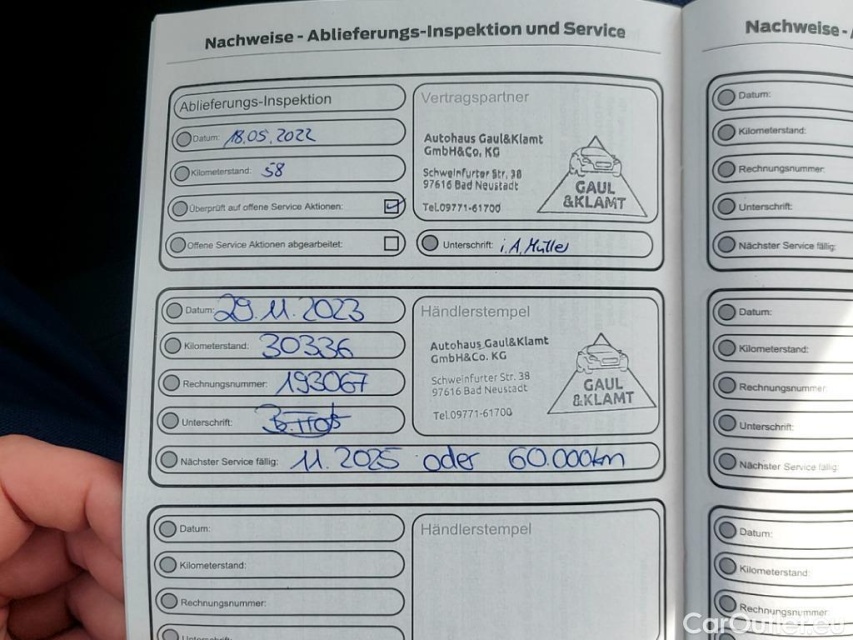 Nachweise - Ablieferungs-Inspektion und Service
Ablieferungs-Inspektion
Datum: 18.05.2022
Kilometerstand: 58
Überprüft auf offene Service Aktionen:
Offene Service Aktionen abgearbeitet:
Vertragspartner
Autohaus Gaul&Klamt
GmbH&Co. KG
Schweinfurter Str. 38
97616 Bad Neustadt
Tel.09771-61700
GAUL
&KLAMT
Unterschrift: i.A. Müller
Datum: 29.11.2023
Kilometerstand: 30336
Rechnungsnummer: 193067
Unterschrift:
Händlerstempel
Autohaus Gaul&Klamt
GmbH&Co. KG
Schweinfurter Str. 38
97616 Bad Neustadt
Tel.09771-61700
GAUL
&KLAMT
Nächster Service fällig: 11.2025 oder 60.000km
Datum:
Kilometerstand:
Rechnungsnummer:
Unterschrift:
Händlerstempel
Nachweise -
Datum:
Kilometerstand:
Rechnungsnummer:
Unterschrift:
Nächster Service fällig:
Datum:
Kilometerstand:
Rechnungsnummer:
Unterschrift:
Nächster Service fällig:
Datum:
Kilometerstand:
Rechnungsnummer:
CarOutlet.eu